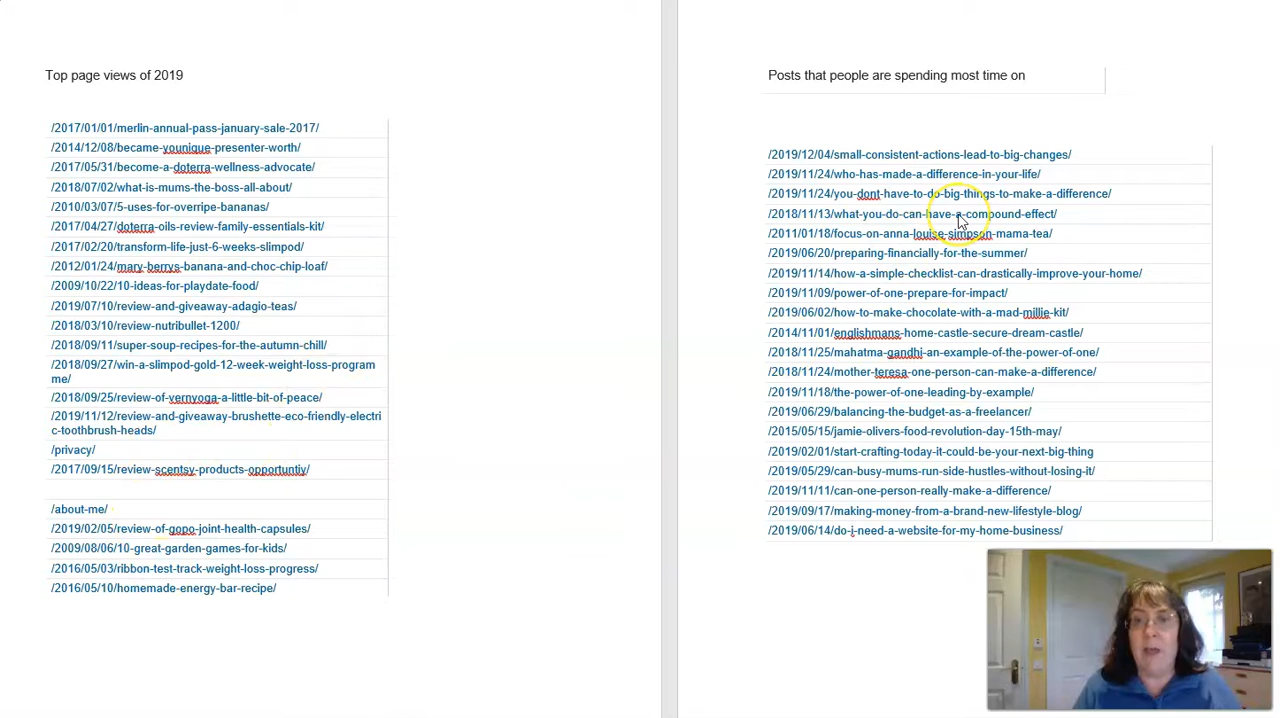 Top page views of 2019
/2017/01/01/merlin-annual-pass-january-sale-2017/
/2014/12/08/became-younique-presenter-worth/
/2017/05/31/become-a-doterra-wellness-advocate/
/2018/07/02/what-is-mums-the-boss-all-about/
/2010/03/07/5-uses-for-overripe-bananas/
/2017/04/27/doterra-oils-review-family-essentials-kit/
/2017/02/20/transform-life-just-6-weeks-slimpod/
/2012/01/24/mary-berrys-banana-and-choc-chip-loaf/
/2009/10/22/10-ideas-for-playdate-food/
/2019/07/10/review-and-giveaway-adagio-teas/
/2018/03/10/review-nutribullet-1200/
/2018/09/11/super-soup-recipes-for-the-autumn-chill/
/2018/09/27/win-a-slimpod-gold-12-week-weight-loss-program
me/
/2018/09/25/review-of-vernyoga-a-little-bit-of-peace/
/2019/11/12/review-and-giveaway-brushette-eco-friendly-electri
c-toothbrush-heads/
/privacy/
/2017/09/15/review-scentsy-products-opportuntiy/
/about-me/
/2019/02/05/review-of-gopo-joint-health-capsules/
/2009/08/06/10-great-garden-games-for-kids/
/2016/05/03/ribbon-test-track-weight-loss-progress/
/2016/05/10/homemade-energy-bar-recipe/
Posts that people are spending most time on
/2019/12/04/small-consistent-actions-lead-to-big-changes/
/2019/11/24/who-has-made-a-difference-in-your-life/
/2019/11/24/you-dont-have-to-do-big-things-to-make-a-difference/
/2018/11/13/what-you-do-can-have-a-compound-effect/
/2011/01/18/focus-on-anna-louise-simpson-mama-tea/
/2019/06/20/preparing-financially-for-the-summer/
/2019/11/14/how-a-simple-checklist-can-drastically-improve-your-home/
/2019/11/09/power-of-one-prepare-for-impact/
/2019/06/02/how-to-make-chocolate-with-a-mad-millie-kit/
/2014/11/01/englishmans-home-castle-secure-dream-castle/
/2018/11/25/mahatma-gandhi-an-example-of-the-power-of-one/
/2018/11/24/mother-teresa-one-person-can-make-a-difference/
/2019/11/18/the-power-of-one-leading-by-example/
/2019/06/29/balancing-the-budget-as-a-freelancer/
/2015/05/15/jamie-olivers-food-revolution-day-15th-may/
/2019/02/01/start-crafting-today-it-could-be-your-next-big-thing
/2019/05/29/can-busy-mums-run-side-hustles-without-losing-it/
/2019/11/11/can-one-person-really-make-a-difference/
/2019/09/17/making-money-from-a-brand-new-lifestyle-blog/
/2019/06/14/do-i-need-a-website-for-my-home-business/